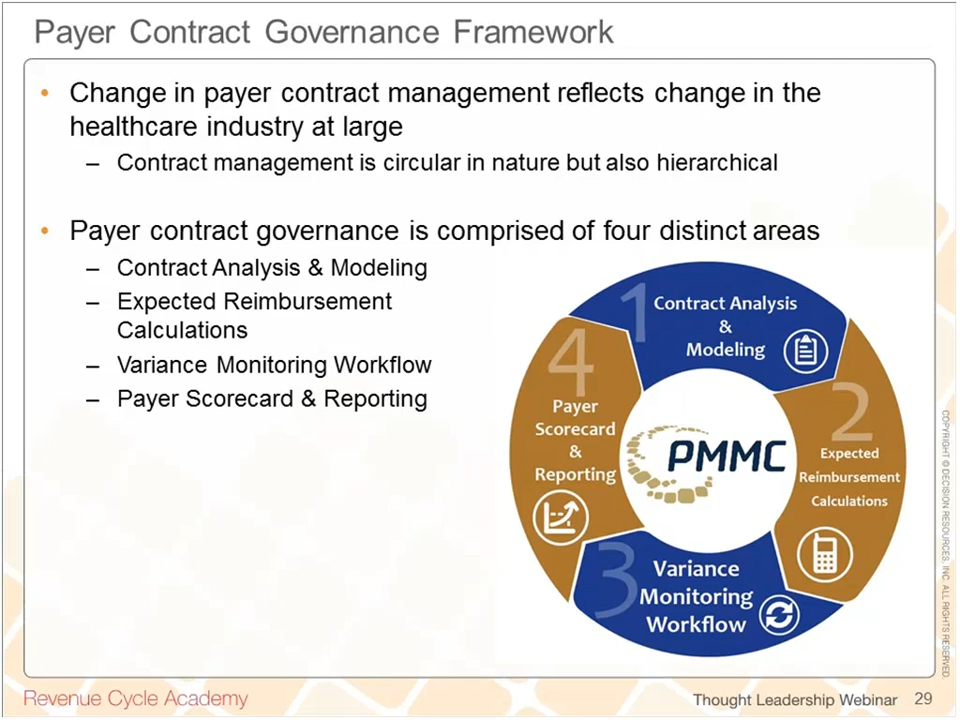 Payer Contract Governance Framework
• Change in payer contract management reflects change in the
healthcare industry at large
– Contract management is circular in nature but also hierarchical
• Payer contract governance is comprised of four distinct areas
– Contract Analysis & Modeling
– Expected Reimbursement
Calculations
– Variance Monitoring Workflow
– Payer Scorecard & Reporting
1
Contract Analysis
&
Modeling
2
Expected
Reimbursement
Calculations
3
Variance
Monitoring
Workflow
4
Payer
Scorecard
&
Reporting
PMMC
COPYRIGHT © DECISION RESOURCES, INC. ALL RIGHTS RESERVED.
Revenue Cycle Academy
Thought Leadership Webinar 29